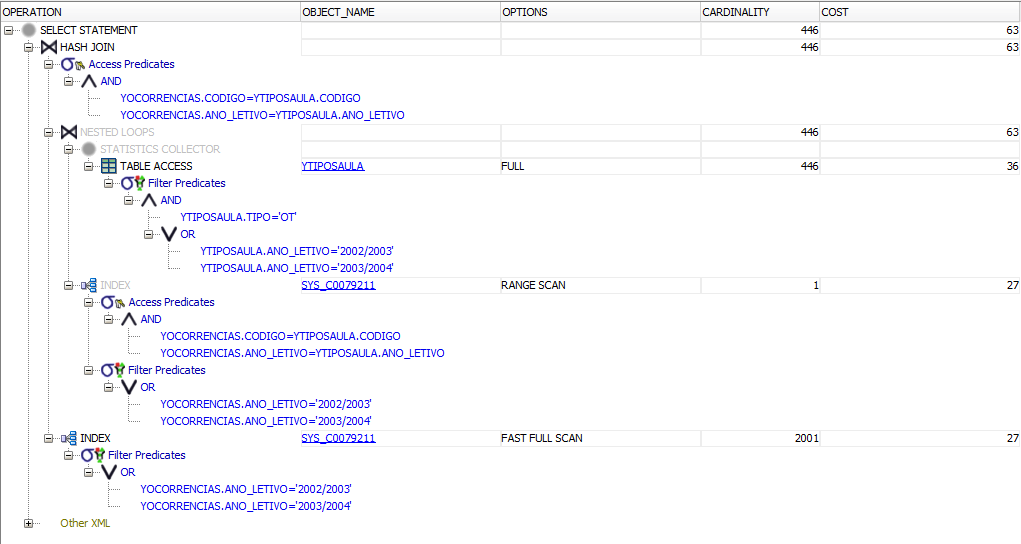 OPERATION OBJECT_NAME OPTIONS CARDINALITY COST
SELECT STATEMENT 446 63
HASH JOIN 446 63
Access Predicates
AND
YOCORRENCIAS.CODIGO=YTIPOSAULA.CODIGO
YOCORRENCIAS.ANO_LETIVO=YTIPOSAULA.ANO_LETIVO
NESTED LOOPS 446 63
STATISTICS COLLECTOR
TABLE ACCESS YTIPOSAULA FULL 446 36
Filter Predicates
AND
YTIPOSAULA.TIPO='OT'
OR
YTIPOSAULA.ANO_LETIVO='2002/2003'
YTIPOSAULA.ANO_LETIVO='2003/2004'
INDEX SYS_C0079211 RANGE SCAN 1 27
Access Predicates
AND
YOCORRENCIAS.CODIGO=YTIPOSAULA.CODIGO
YOCORRENCIAS.ANO_LETIVO=YTIPOSAULA.ANO_LETIVO
Filter Predicates
OR
YOCORRENCIAS.ANO_LETIVO='2002/2003'
YOCORRENCIAS.ANO_LETIVO='2003/2004'
INDEX SYS_C0079211 FAST FULL SCAN 2001 27
Filter Predicates
OR
YOCORRENCIAS.ANO_LETIVO='2002/2003'
YOCORRENCIAS.ANO_LETIVO='2003/2004'
Other XML